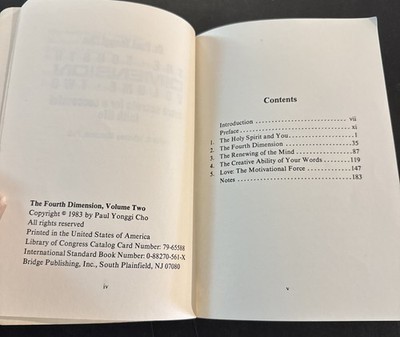 The Fourth Dimension, Volume Two
Copyright © 1983 by Paul Yonggi Cho
All rights reserved
Printed in the United States of America
Library of Congress Catalog Card Number: 79-65588
International Standard Book Number: 0-88270-561-X
Bridge Publishing, Inc., South Plainfield, NJ 07080
iv
Contents
Introduction . . . . . . . . . . . . . . . . . . . . . . . . . . . . . . vii
Preface . . . . . . . . . . . . . . . . . . . . . . . . . . . . . . . . . . xi
1. The Holy Spirit and You . . . . . . . . . . . . . . . . . . . . 1
2. The Fourth Dimension . . . . . . . . . . . . . . . . . . . . . 35
3. The Renewing of the Mind . . . . . . . . . . . . . . . . . . 87
4. The Creative Ability of Your Words . . . . . . . . . . 119
5. Love: The Motivational Force . . . . . . . . . . . . . . 147
Notes . . . . . . . . . . . . . . . . . . . . . . . . . . . . . . . . . 183
v